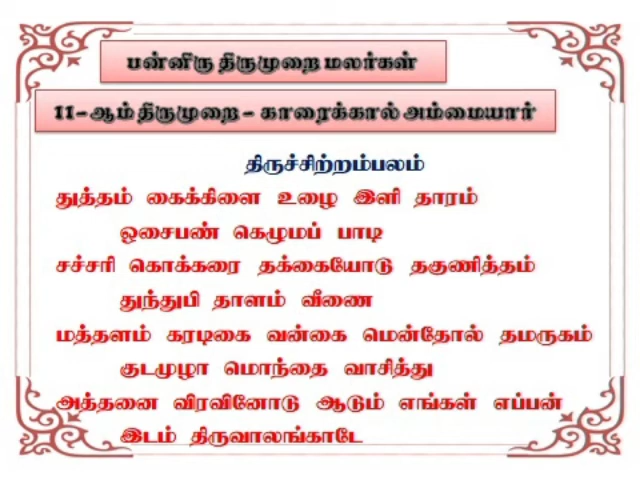 பன்னிரு திருமுறை மலர்கள்
11-ஆம் திருமுறை - காரைக்கால் அம்மையார்
திருச்சிற்றம்பலம்
துத்தம் கைக்கிளை உழை இளி தாரம்
ஓசைபண் கெழுமப் பாடி
சச்சரி கொக்கரை தக்கையோடு தகுணித்தம்
துந்துபி தாளம் வீணை
மத்தளம் கரடிகை வன்கை மென்தோல் தமருகம்
குடமுழா மொந்தை வாசித்து
அத்தனை விரவினோடு ஆடும் எங்கள் எப்பன்
இடம் திருவாலங்காடே